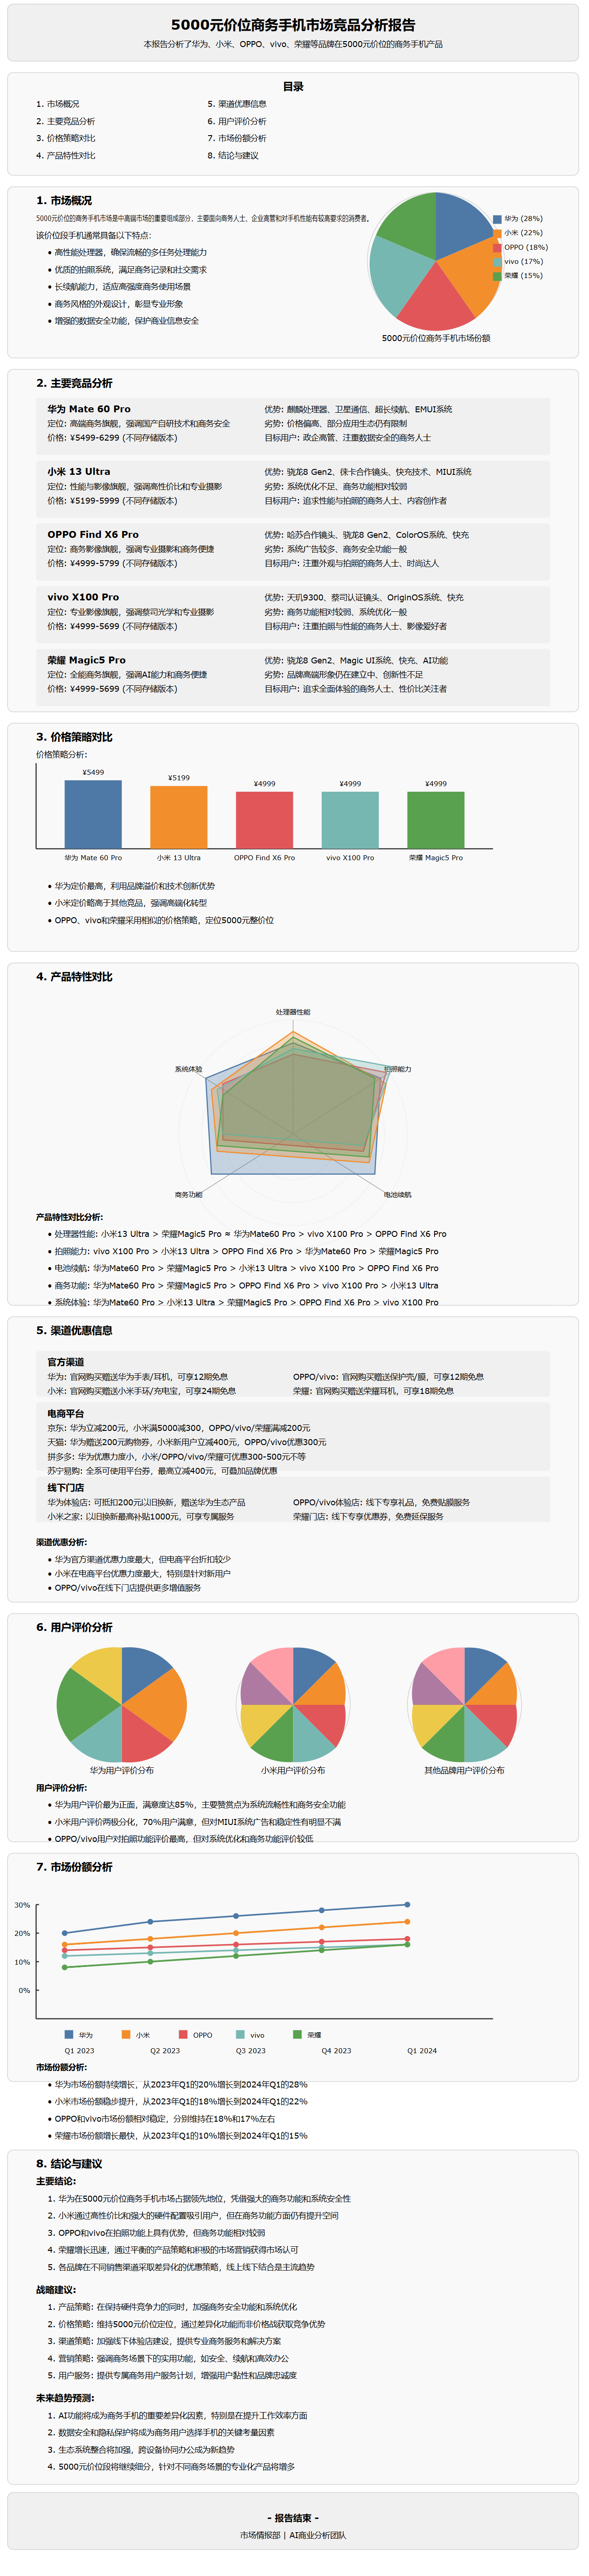 5000元价位商务手机市场竞品分析报告
本报告分析了华为、小米、OPPO、vivo、荣耀等品牌在5000元价位的商务手机产品
目录
1. 市场概况
2. 主要竞品分析
3. 价格策略对比
4. 产品特性对比
5. 渠道优惠信息
6. 用户评价分析
7. 市场份额分析
8. 结论与建议
1. 市场概况
5000元价位的商务手机市场是中高端市场的重要组成部分，主要面向商务人士、企业高管和对手机性能有较高要求的消费者。
该价位段手机通常具备以下特点：
• 高性能处理器，确保流畅的多任务处理能力
• 优质的拍照系统，满足商务记录和社交需求
• 长续航能力，适应高强度商务使用场景
• 商务风格的外观设计，彰显专业形象
• 增强的数据安全功能，保护商业信息安全
华为 (28%)
小米 (22%)
OPPO (18%)
vivo (17%)
荣耀 (15%)
5000元价位商务手机市场份额
2. 主要竞品分析
华为 Mate 60 Pro
定位: 高端商务旗舰，强调国产自研技术和商务安全
价格: ¥5499-6299 (不同存储版本)
优势: 麒麟处理器、卫星通信、超长续航、EMUI系统
劣势: 价格偏高、部分应用生态仍有限制
目标用户: 政企高管、注重数据安全的商务人士
小米 13 Ultra
定位: 性能与影像旗舰，强调高性价比和专业摄影
价格: ¥5199-5999 (不同存储版本)
优势: 骁龙8 Gen2、徕卡合作镜头、快充技术、MIUI系统
劣势: 系统优化不足、商务功能相对较弱
目标用户: 追求性能与拍照的商务人士、内容创作者
OPPO Find X6 Pro
定位: 商务影像旗舰，强调专业摄影和商务便捷
价格: ¥4999-5799 (不同存储版本)
优势: 哈苏合作镜头、骁龙8 Gen2、ColorOS系统、快充
劣势: 系统广告较多、商务安全功能一般
目标用户: 注重外观与拍照的商务人士、时尚达人
vivo X100 Pro
定位: 专业影像旗舰，强调蔡司光学和专业摄影
价格: ¥4999-5699 (不同存储版本)
优势: 天玑9300、蔡司认证镜头、OriginOS系统、快充
劣势: 商务功能相对较弱、系统优化一般
目标用户: 注重拍照与性能的商务人士、影像爱好者
荣耀 Magic5 Pro
定位: 全能商务旗舰，强调AI能力和商务便捷
价格: ¥4999-5699 (不同存储版本)
优势: 骁龙8 Gen2、Magic UI系统、快充、AI功能
劣势: 品牌高端形象仍在建立中、创新性不足
目标用户: 追求全面体验的商务人士、性价比关注者
3. 价格策略对比
价格策略分析:
¥5499
¥5199
¥4999
¥4999
¥4999
华为 Mate 60 Pro
小米 13 Ultra
OPPO Find X6 Pro
vivo X100 Pro
荣耀 Magic5 Pro
• 华为定价最高，利用品牌溢价和技术创新优势
• 小米定价略高于其他竞品，强调高端化转型
• OPPO、vivo和荣耀采用相似的价格策略，定位5000元整价位
4. 产品特性对比
处理器性能
系统体验
拍照能力
商务功能
电池续航
产品特性对比分析:
• 处理器性能: 小米13 Ultra > 荣耀Magic5 Pro ≈ 华为Mate60 Pro > vivo X100 Pro > OPPO Find X6 Pro
• 拍照能力: vivo X100 Pro > 小米13 Ultra > OPPO Find X6 Pro > 华为Mate60 Pro > 荣耀Magic5 Pro
• 电池续航: 华为Mate60 Pro > 荣耀Magic5 Pro > 小米13 Ultra > vivo X100 Pro > OPPO Find X6 Pro
• 商务功能: 华为Mate60 Pro > 荣耀Magic5 Pro > OPPO Find X6 Pro > vivo X100 Pro > 小米13 Ultra
• 系统体验: 华为Mate60 Pro > 小米13 Ultra > 荣耀Magic5 Pro > OPPO Find X6 Pro > vivo X100 Pro
5. 渠道优惠信息
官方渠道
华为: 官网购买赠送华为手表/耳机，可享12期免息
小米: 官网购买赠送小米手环/充电宝，可享24期免息
OPPO/vivo: 官网购买赠送保护壳/膜，可享12期免息
荣耀: 官网购买赠送荣耀耳机，可享18期免息
电商平台
京东: 华为立减200元，小米满5000减300，OPPO/vivo/荣耀满减200元
天猫: 华为赠送200元购物券，小米新用户立减400元，OPPO/vivo优惠300元
拼多多: 华为优惠力度小，小米/OPPO/vivo/荣耀可优惠300-500元不等
苏宁易购: 全系可使用平台券，最高立减400元，可叠加品牌优惠
线下门店
华为体验店: 可抵扣200元以旧换新，赠送华为生态产品
小米之家: 以旧换新最高补贴1000元，可享专属服务
OPPO/vivo体验店: 线下专享礼品，免费贴膜服务
荣耀门店: 线下专享优惠券，免费延保服务
渠道优惠分析:
• 华为官方渠道优惠力度最大，但电商平台折扣较少
• 小米在电商平台优惠力度最大，特别是针对新用户
• OPPO/vivo在线下门店提供更多增值服务
6. 用户评价分析
华为用户评价分布
小米用户评价分布
其他品牌用户评价分布
用户评价分析:
• 华为用户评价最为正面，满意度达85%，主要赞赏点为系统流畅性和商务安全功能
• 小米用户评价两极分化，70%用户满意，但对MIUI系统广告和稳定性有明显不满
• OPPO/vivo用户对拍照功能评价最高，但对系统优化和商务功能评价较低
7. 市场份额分析
30%
20%
10%
0%
华为
小米
OPPO
vivo
荣耀
Q1 2023
Q2 2023
Q3 2023
Q4 2023
Q1 2024
市场份额分析:
• 华为市场份额持续增长，从2023年Q1的20%增长到2024年Q1的28%
• 小米市场份额稳步提升，从2023年Q1的18%增长到2024年Q1的22%
• OPPO和vivo市场份额相对稳定，分别维持在18%和17%左右
• 荣耀市场份额增长最快，从2023年Q1的10%增长到2024年Q1的15%
8. 结论与建议
主要结论:
1. 华为在5000元价位商务手机市场占据领先地位，凭借强大的商务功能和系统安全性
2. 小米通过高性价比和强大的硬件配置吸引用户，但在商务功能方面仍有提升空间
3. OPPO和vivo在拍照功能上具有优势，但商务功能相对较弱
4. 荣耀增长迅速，通过平衡的产品策略和积极的市场营销获得市场认可
5. 各品牌在不同销售渠道采取差异化的优惠策略，线上线下结合是主流趋势
战略建议:
1. 产品策略: 在保持硬件竞争力的同时，加强商务安全功能和系统优化
2. 价格策略: 维持5000元价位定位，通过差异化功能而非价格战获取竞争优势
3. 渠道策略: 加强线下体验店建设，提供专业商务服务和解决方案
4. 营销策略: 强调商务场景下的实用功能，如安全、续航和高效办公
5. 用户服务: 提供专属商务用户服务计划，增强用户黏性和品牌忠诚度
未来趋势预测:
1. AI功能将成为商务手机的重要差异化因素，特别是在提升工作效率方面
2. 数据安全和隐私保护将成为商务用户选择手机的关键考量因素
3. 生态系统整合将加强，跨设备协同办公成为新趋势
4. 5000元价位段将继续细分，针对不同商务场景的专业化产品将增多
- 报告结束 -
市场情报部 | AI商业分析团队